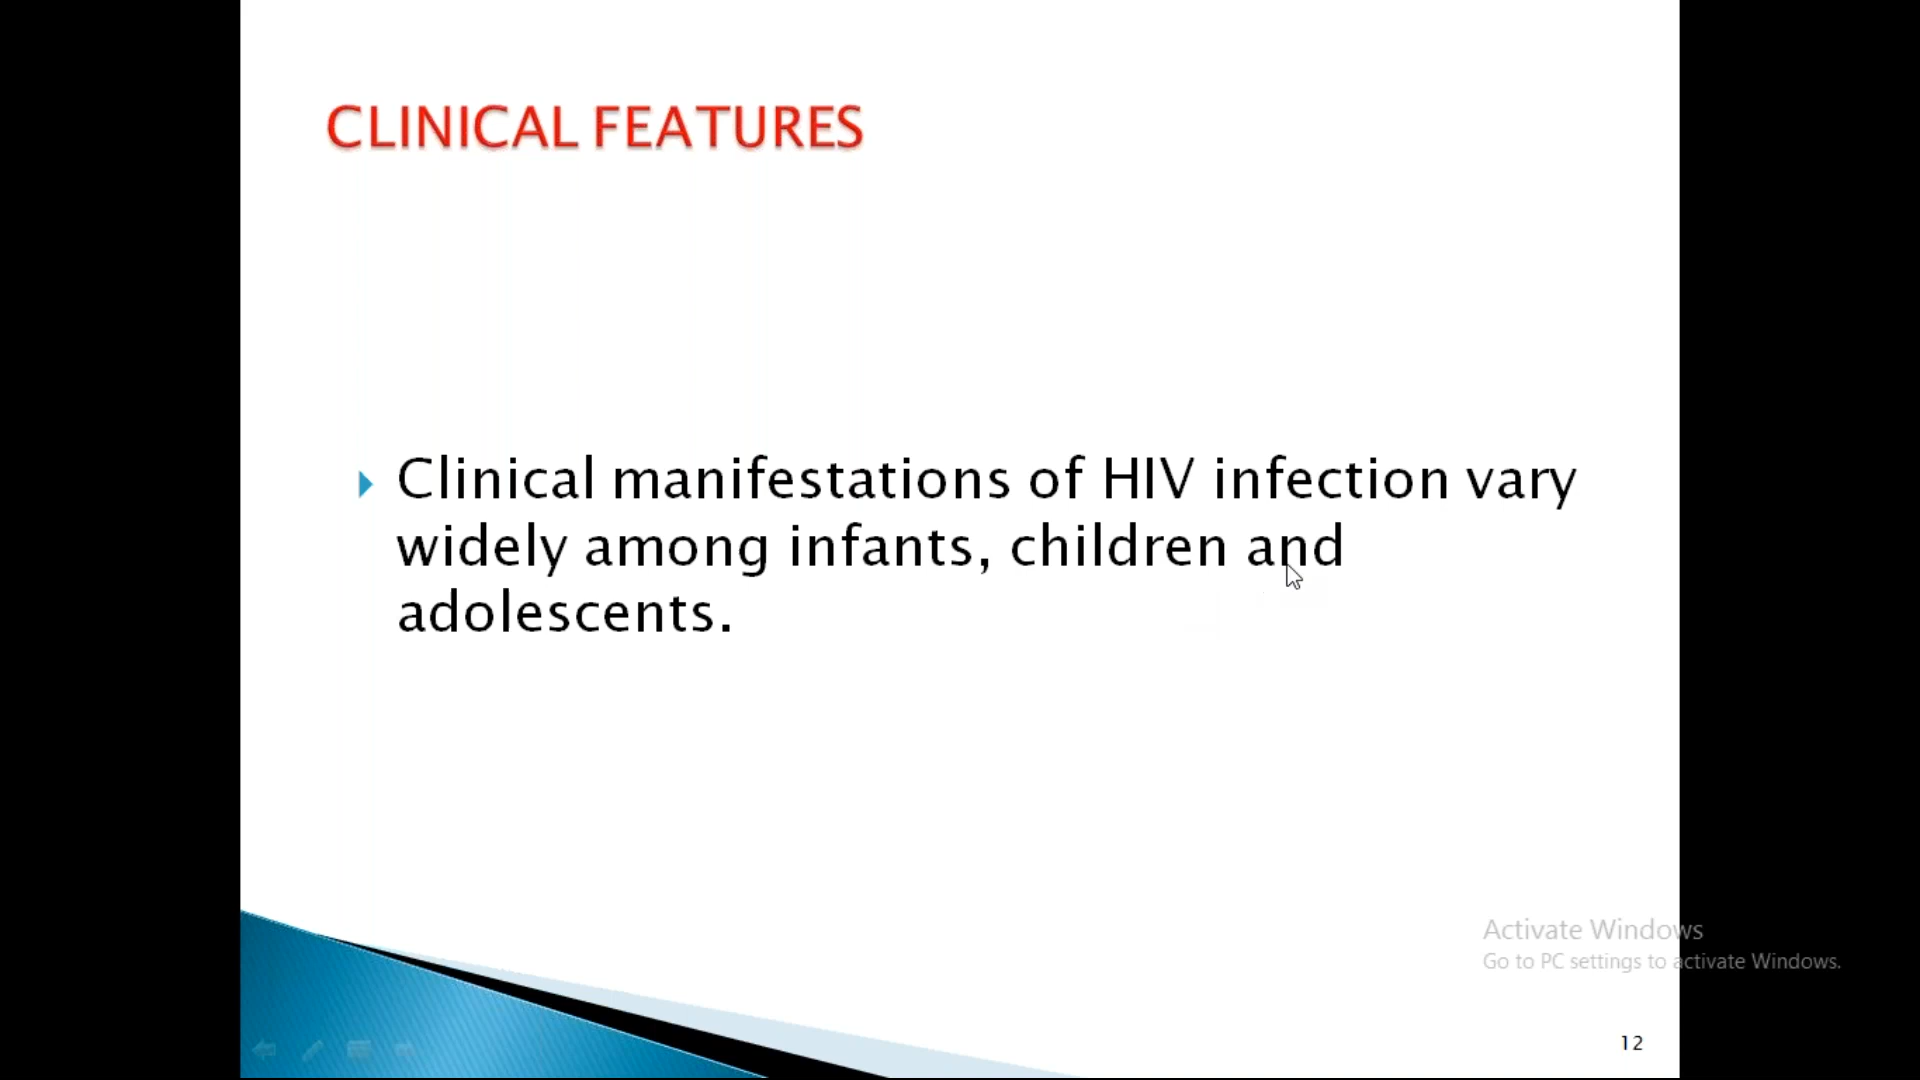 CLINICAL FEATURES
Clinical manifestations of HIV infection vary
widely among infants, children and
adolescents.
Activate Windows
Go to PC settings to activate Windows.
12